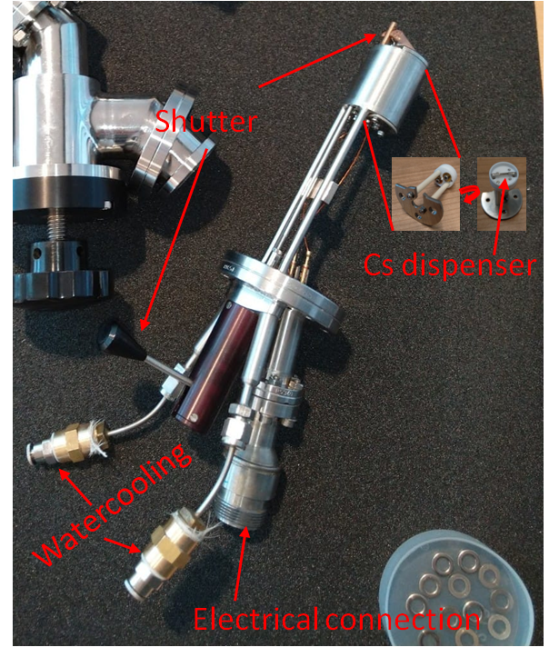 Shutter
Cs dispenser
Watercooling
Electrical connection